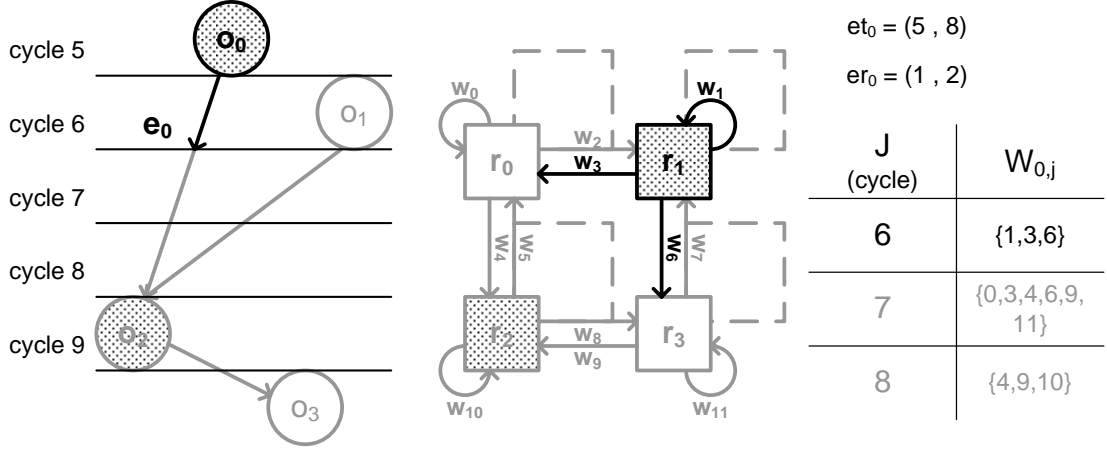 cycle 5
cycle 6
cycle 7
cycle 8
cycle 9
o0
e0
o1
o2
o3
w0
w1
w2
w3
r0
r1
w4
w5
w6
w7
r2
r3
w8
w9
w10
w11
et0 = (5 , 8)
er0 = (1 , 2)
J
(cycle)
W0,j
6
{1,3,6}
7
{0,3,4,6,9,
11}
8
{4,9,10}